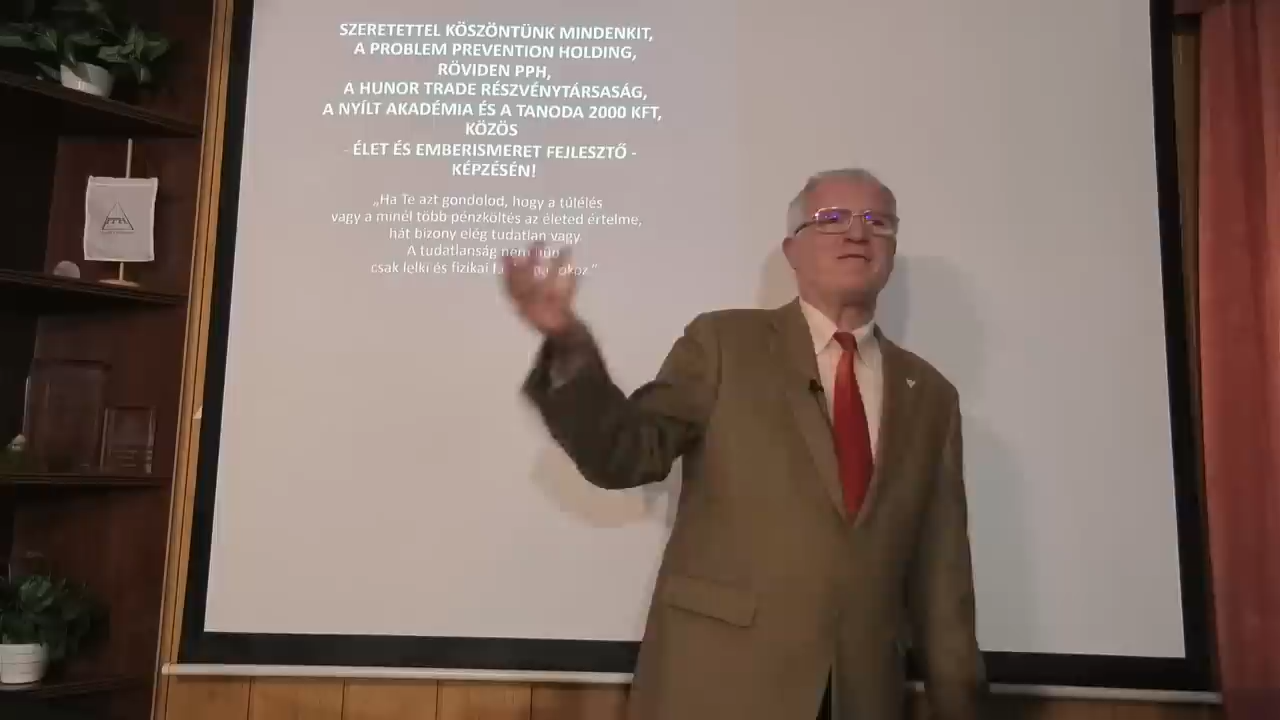 SZERETETTEL KÖSZÖNTÜNK MINDENKIT,
A PROBLEM PREVENTION HOLDING,
RÖVIDEN PPH,
A HUNOR TRADE RÉSZVÉNYTÁRSASÁG,
A NYÍLT AKADÉMIA ÉS A TANODA 2000 KFT,
KÖZÖS
- ÉLET ÉS EMBERISMERET FEJLESZTŐ -
KÉPZÉSÉN!
„Ha Te azt gondolod, hogy a túlélés
vagy a minél több pénzköltés az életed értelme,
hát bizony elég tudatlan vagy.
A tudatlanság nem
csak lelki és fizikai